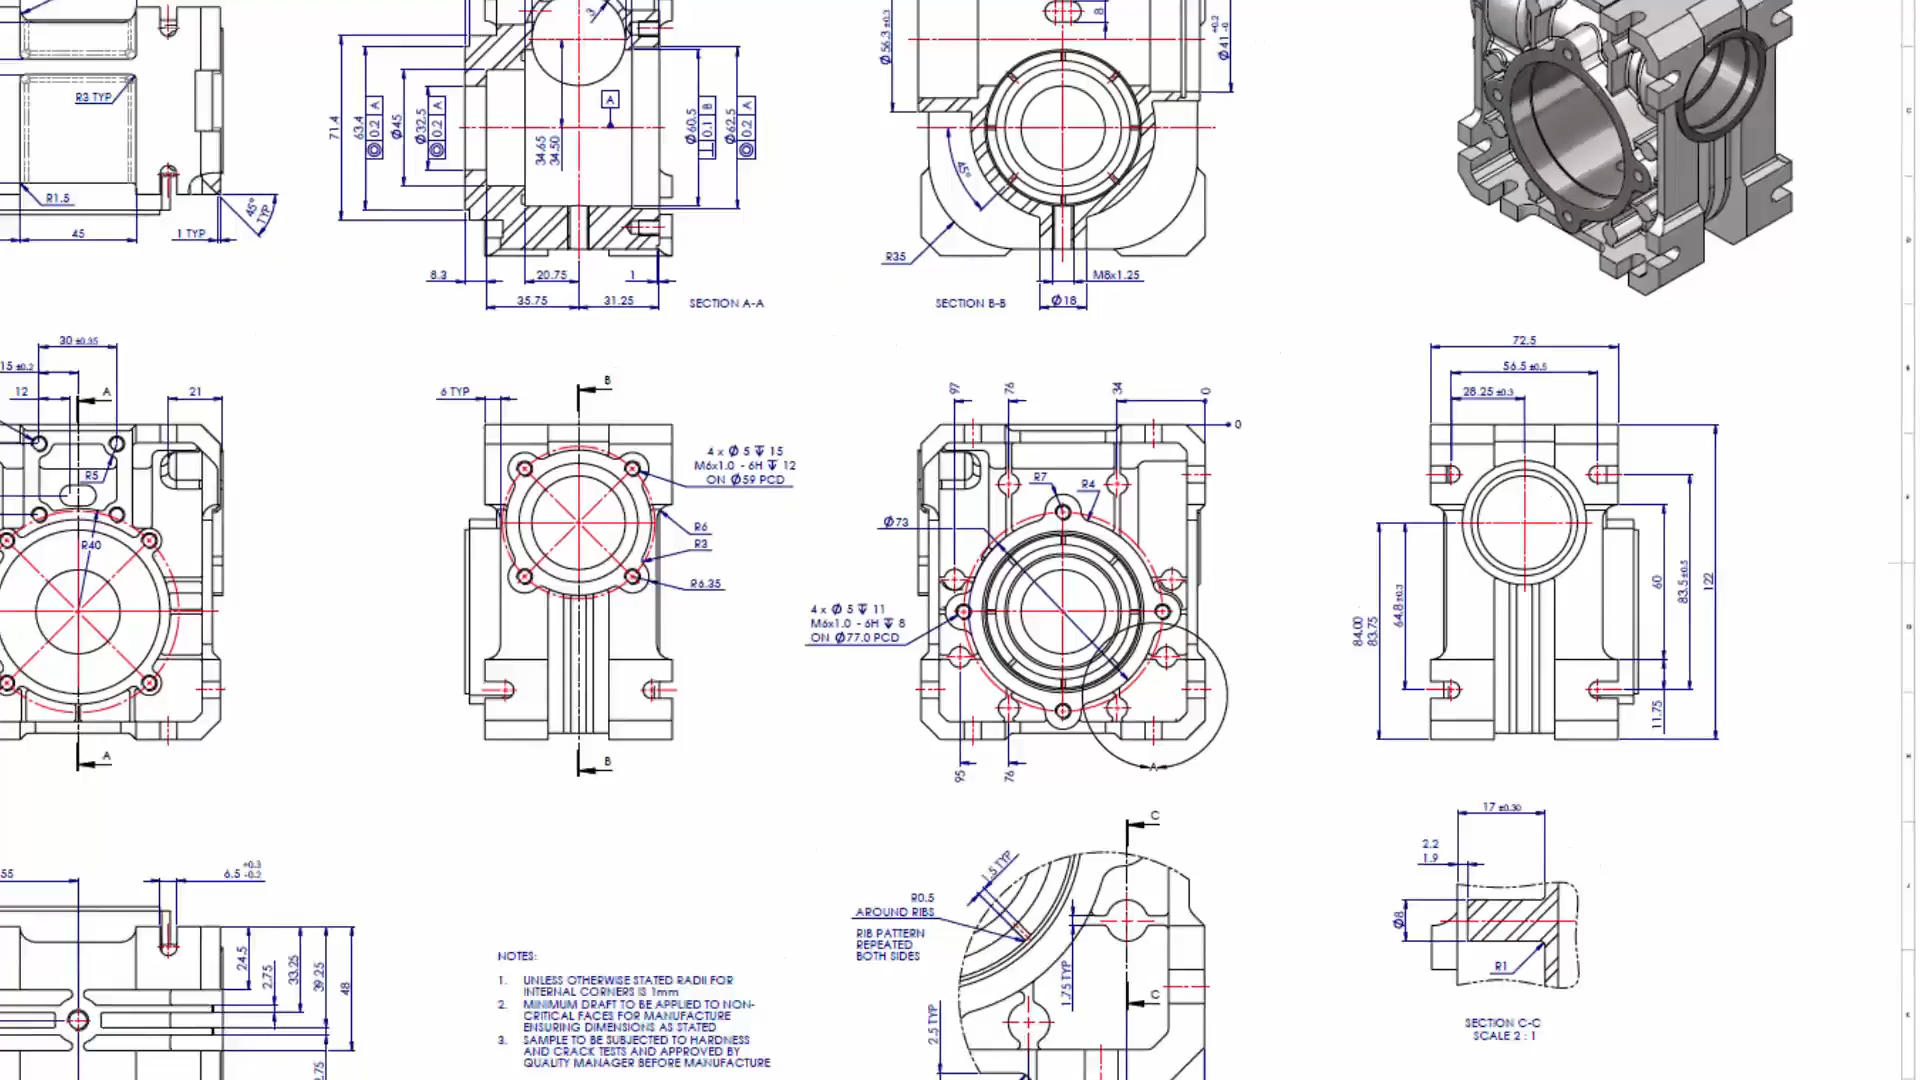 R3 TYP
R1.5
45
1 TYP
45°
TYP
71.4
63.4
◎ 0.2 A
Ø45
Ø32.5
◎ 0.2 A
34.65
34.50
A
Ø60.5
⊥ 0.1 B
Ø62.5
◎ 0.2 A
8.3
20.75
1
35.75
31.25
SECTION A-A
Ø56.3 ±0.3
8
+0.2
Ø41 -0
45°
R35
M8x1.25
Ø18
SECTION B-B
30 ±0.35
15 ±0.2
12
A
21
R5
R40
A
6 TYP
B
4 x Ø 5 ↧ 15
M6x1.0 - 6H ↧ 12
ON Ø59 PCD
R6
R3
R6.35
B
97
76
34
0
0
R7
R4
Ø73
4 x Ø 5 ↧ 11
M6x1.0 - 6H ↧ 8
ON Ø77.0 PCD
95
76
A
72.5
56.5 ±0.5
28.25 ±0.3
84.00
83.75
64.8 ±0.3
60
83.5 ±0.5
122
11.75
55
+0.3
6.5 -0.2
24.5
2.75
33.25
39.25
48
.75
NOTES:
1. UNLESS OTHERWISE STATED RADII FOR
INTERNAL CORNERS IS 1mm
2. MINIMUM DRAFT TO BE APPLIED TO NON-
CRITICAL FACES FOR MANUFACTURE
ENSURING DIMENSIONS AS STATED
3. SAMPLE TO BE SUBJECTED TO HARDNESS
AND CRACK TESTS AND APPROVED BY
QUALITY MANAGER BEFORE MANUFACTURE
C
1.5 TYP
R0.5
AROUND RIBS
RIB PATTERN
REPEATED
BOTH SIDES
1.75 TYP
C
2.5 TYP
17 ±0.30
2.2
1.9
Ø8
R1
SECTION C-C
SCALE 2 : 1